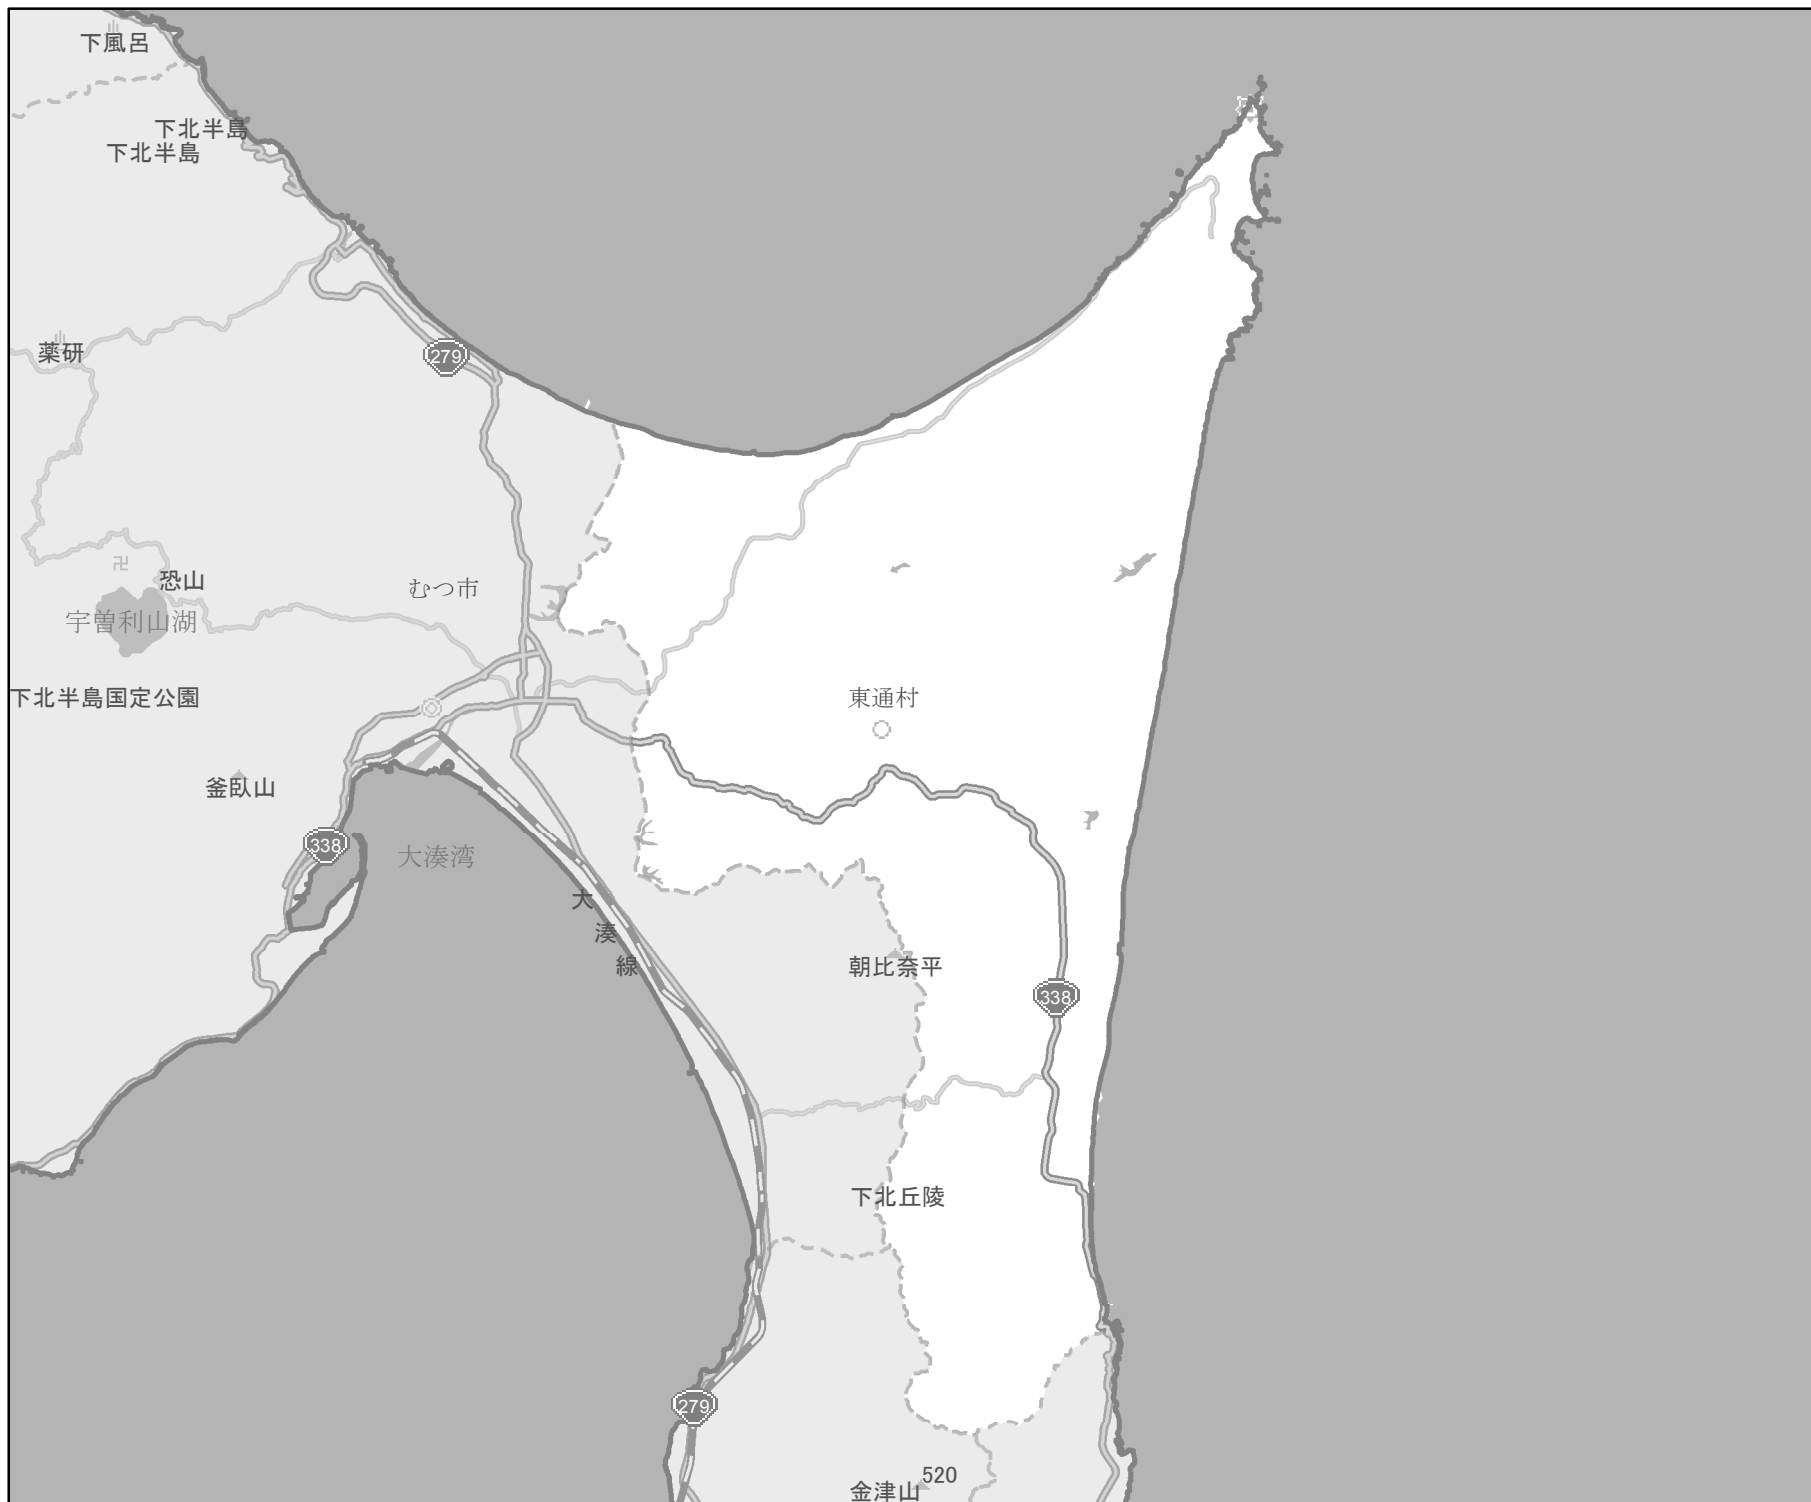 下風呂
下北半島
下北半島
279
薬研
恐山
むつ市
宇曽利山湖
下北半島国定公園
東通村
釜臥山
338
大湊湾
大湊線
朝比奈平
338
下北丘陵
279
520
金津山